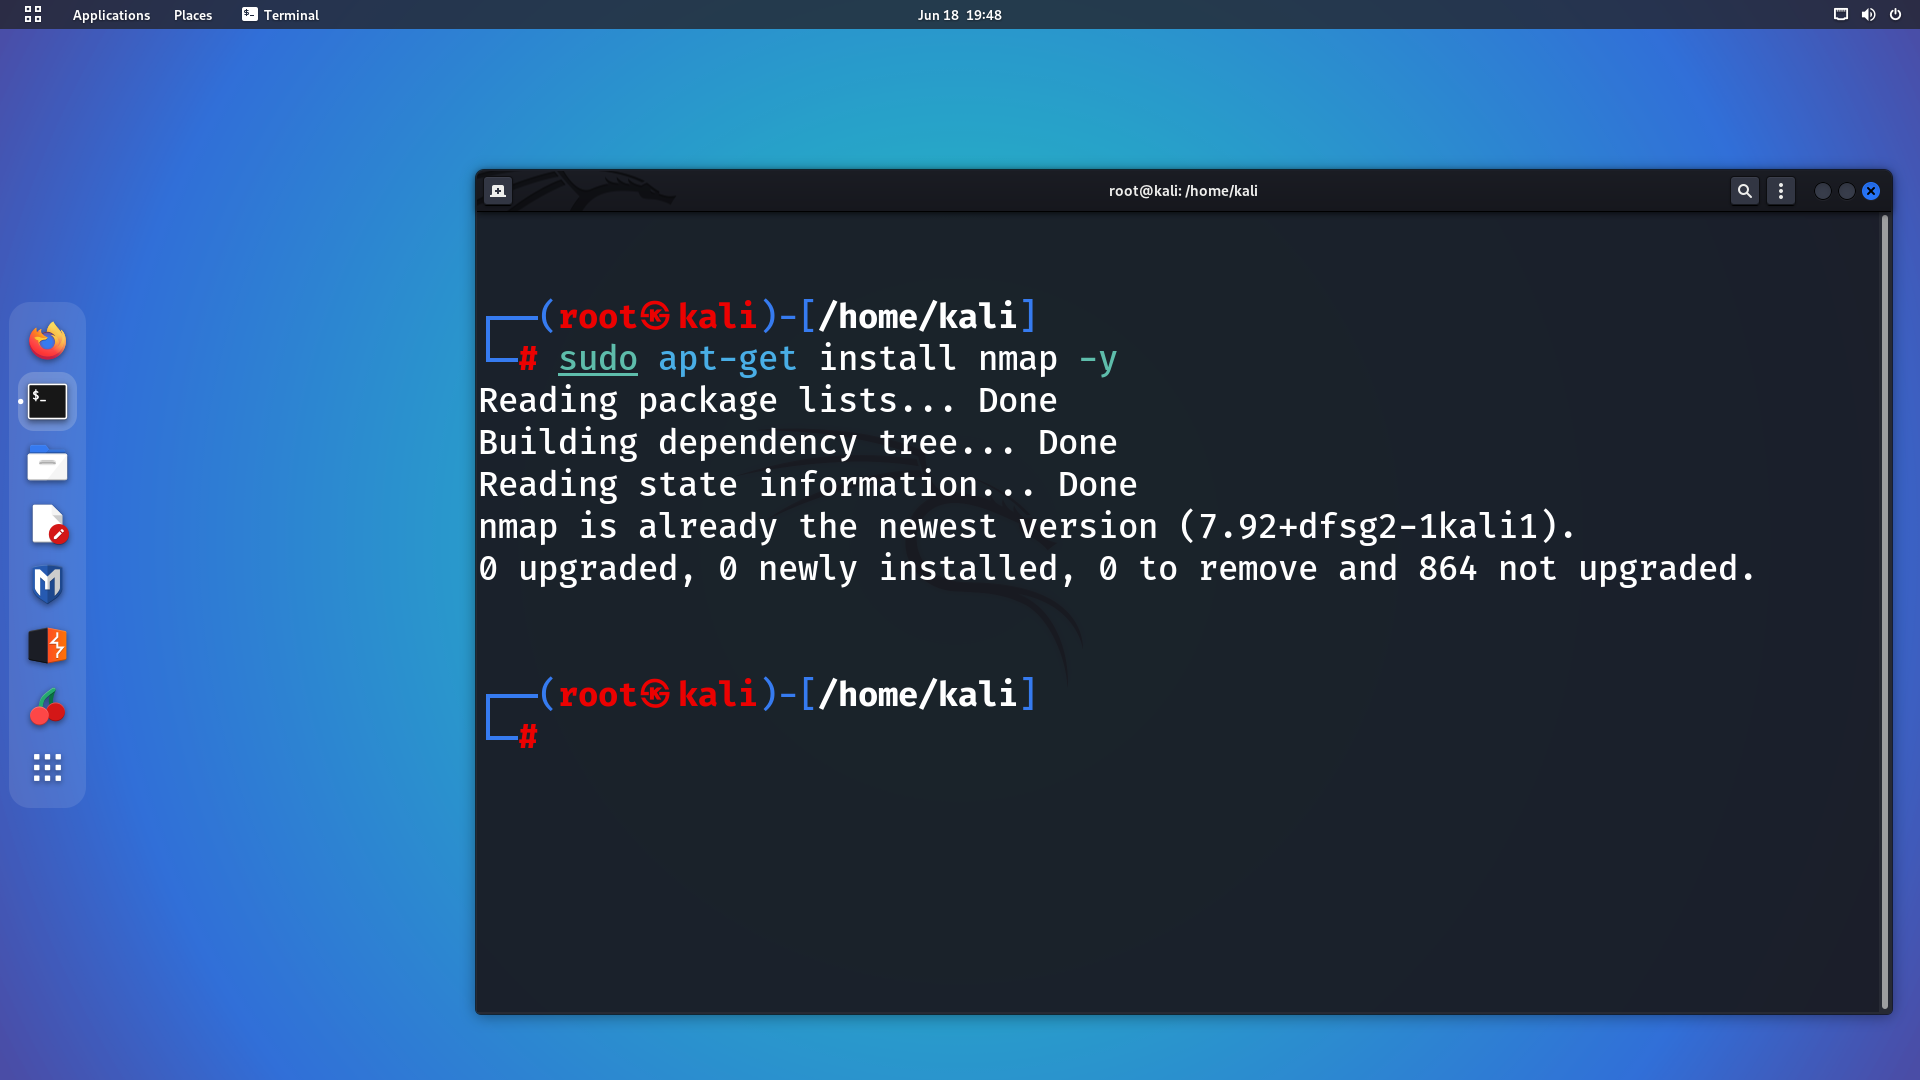 Applications Places Terminal Jun 18 19:48
root@kali: /home/kali
┌──(root㉿kali)-[/home/kali]
└─# sudo apt-get install nmap -y
Reading package lists... Done
Building dependency tree... Done
Reading state information... Done
nmap is already the newest version (7.92+dfsg2-1kali1).
0 upgraded, 0 newly installed, 0 to remove and 864 not upgraded.
┌──(root㉿kali)-[/home/kali]
└─#